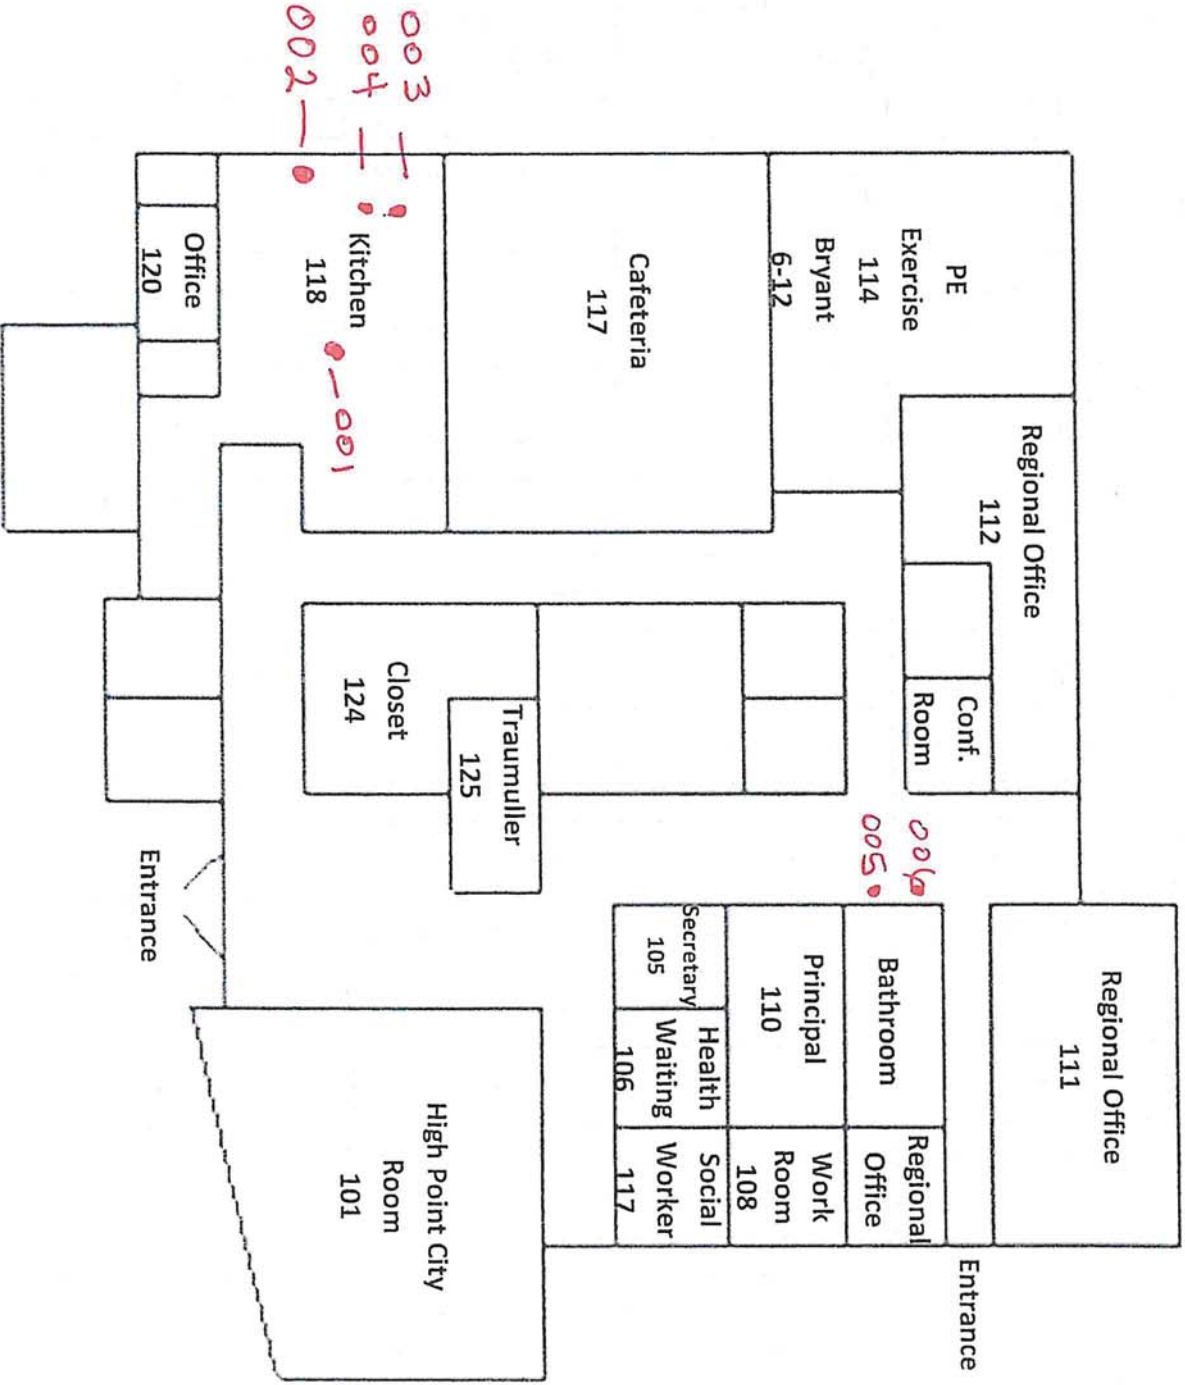 003
004
002
001
005
006
PE
Exercise
114
Bryant
6-12
Regional Office
112
Conf.
Room
Cafeteria
117
Kitchen
118
Office
120
Closet
124
Traumuller
125
Entrance
Regional Office
111
Bathroom
Regional
Office
Principal
110
Work
Room
108
Secretary
105
Health
Waiting
106
Social
Worker
117
Entrance
High Point City
Room
101